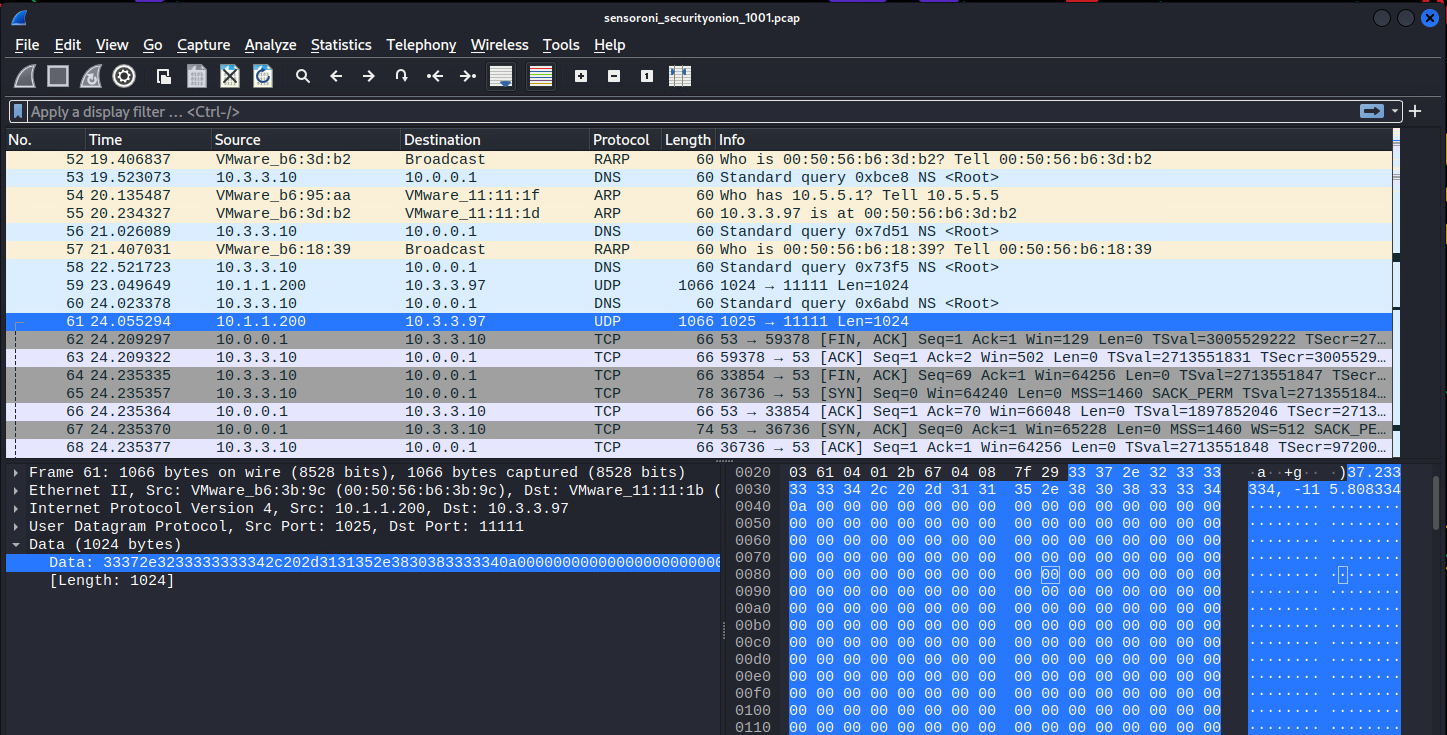 sensoroni_securityonion_1001.pcap
File Edit View Go Capture Analyze Statistics Telephony Wireless Tools Help
Apply a display filter … <Ctrl-/>
No. Time Source Destination Protocol Length Info
52 19.406837 VMware_b6:3d:b2 Broadcast RARP 60 Who is 00:50:56:b6:3d:b2? Tell 00:50:56:b6:3d:b2
53 19.523073 10.3.3.10 10.0.0.1 DNS 60 Standard query 0xbce8 NS <Root>
54 20.135487 VMware_b6:95:aa VMware_11:11:1f ARP 60 Who has 10.5.5.1? Tell 10.5.5.5
55 20.234327 VMware_b6:3d:b2 VMware_11:11:1d ARP 60 10.3.3.97 is at 00:50:56:b6:3d:b2
56 21.026089 10.3.3.10 10.0.0.1 DNS 60 Standard query 0x7d51 NS <Root>
57 21.407031 VMware_b6:18:39 Broadcast RARP 60 Who is 00:50:56:b6:18:39? Tell 00:50:56:b6:18:39
58 22.521723 10.3.3.10 10.0.0.1 DNS 60 Standard query 0x73f5 NS <Root>
59 23.049649 10.1.1.200 10.3.3.97 UDP 1066 1024 → 11111 Len=1024
60 24.023378 10.3.3.10 10.0.0.1 DNS 60 Standard query 0x6abd NS <Root>
61 24.055294 10.1.1.200 10.3.3.97 UDP 1066 1025 → 11111 Len=1024
62 24.209297 10.0.0.1 10.3.3.10 TCP 66 53 → 59378 [FIN, ACK] Seq=1 Ack=1 Win=129 Len=0 TSval=3005529222 TSecr=27…
63 24.209322 10.3.3.10 10.0.0.1 TCP 66 59378 → 53 [ACK] Seq=1 Ack=2 Win=502 Len=0 TSval=2713551831 TSecr=3005529…
64 24.235335 10.3.3.10 10.0.0.1 TCP 66 33854 → 53 [FIN, ACK] Seq=69 Ack=1 Win=64256 Len=0 TSval=2713551847 TSecr…
65 24.235357 10.3.3.10 10.0.0.1 TCP 78 36736 → 53 [SYN] Seq=0 Win=64240 Len=0 MSS=1460 SACK_PERM TSval=271355184…
66 24.235364 10.0.0.1 10.3.3.10 TCP 66 53 → 33854 [ACK] Seq=1 Ack=70 Win=66048 Len=0 TSval=1897852046 TSecr=2713…
67 24.235370 10.0.0.1 10.3.3.10 TCP 74 53 → 36736 [SYN, ACK] Seq=0 Ack=1 Win=65228 Len=0 MSS=1460 WS=512 SACK_PE…
68 24.235377 10.3.3.10 10.0.0.1 TCP 66 36736 → 53 [ACK] Seq=1 Ack=1 Win=64256 Len=0 TSval=2713551848 TSecr=97200…
Frame 61: 1066 bytes on wire (8528 bits), 1066 bytes captured (8528 bits)
Ethernet II, Src: VMware_b6:3b:9c (00:50:56:b6:3b:9c), Dst: VMware_11:11:1b (
Internet Protocol Version 4, Src: 10.1.1.200, Dst: 10.3.3.97
User Datagram Protocol, Src Port: 1025, Dst Port: 11111
Data (1024 bytes)
Data: 33372e3233333333342c202d3131352e3830383333340a000000000000000000000000
[Length: 1024]
0020 03 61 04 01 2b 67 04 08 7f 29 33 37 2e 32 33 33 ·a··+g·· ·)37.233
0030 33 33 34 2c 20 2d 31 31 35 2e 38 30 38 33 33 34 334, -11 5.808334
0040 0a 00 00 00 00 00 00 00 00 00 00 00 00 00 00 00 ········ ········
0050 00 00 00 00 00 00 00 00 00 00 00 00 00 00 00 00 ········ ········
0060 00 00 00 00 00 00 00 00 00 00 00 00 00 00 00 00 ········ ········
0070 00 00 00 00 00 00 00 00 00 00 00 00 00 00 00 00 ········ ········
0080 00 00 00 00 00 00 00 00 00 00 00 00 00 00 00 00 ········ ········
0090 00 00 00 00 00 00 00 00 00 00 00 00 00 00 00 00 ········ ········
00a0 00 00 00 00 00 00 00 00 00 00 00 00 00 00 00 00 ········ ········
00b0 00 00 00 00 00 00 00 00 00 00 00 00 00 00 00 00 ········ ········
00c0 00 00 00 00 00 00 00 00 00 00 00 00 00 00 00 00 ········ ········
00d0 00 00 00 00 00 00 00 00 00 00 00 00 00 00 00 00 ········ ········
00e0 00 00 00 00 00 00 00 00 00 00 00 00 00 00 00 00 ········ ········
00f0 00 00 00 00 00 00 00 00 00 00 00 00 00 00 00 00 ········ ········
0100 00 00 00 00 00 00 00 00 00 00 00 00 00 00 00 00 ········ ········
0110 00 00 00 00 00 00 00 00 00 00 00 00 00 00 00 00 ········ ········